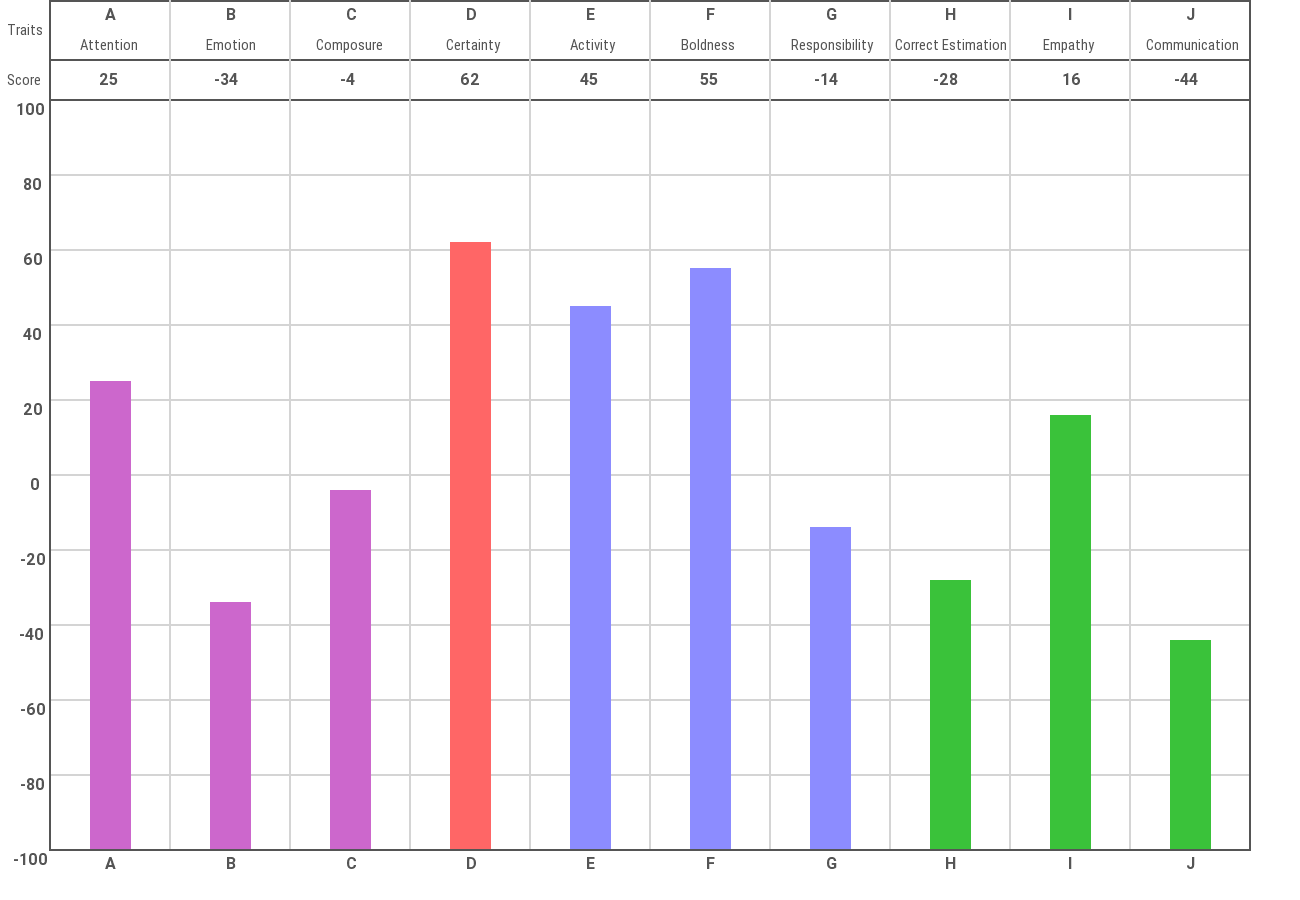 A B C D E F G H I J
Traits
Attention Emotion Composure Certainty Activity Boldness Responsibility Correct Estimation Empathy Communication
Score 25 -34 -4 62 45 55 -14 -28 16 -44
100
80
60
40
20
0
-20
-40
-60
-80
-100
A B C D E F G H I J